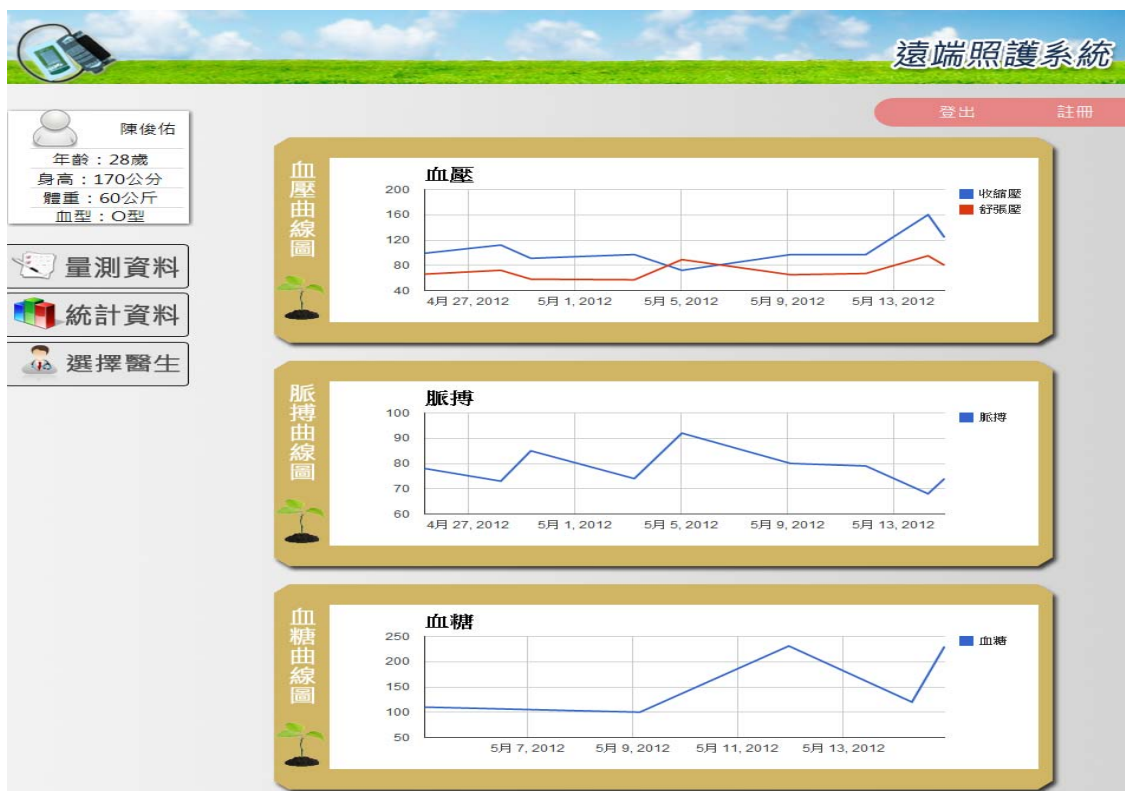 遠端照護系統
登出 註冊
陳俊佑
年齡：28歲
身高：170公分
體重：60公斤
血型：O型
量測資料
統計資料
選擇醫生
血壓曲線圖
血壓
200
160
120
80
40
4月 27, 2012 5月 1, 2012 5月 5, 2012 5月 9, 2012 5月 13, 2012
收縮壓
舒張壓
脈搏曲線圖
脈搏
100
90
80
70
60
4月 27, 2012 5月 1, 2012 5月 5, 2012 5月 9, 2012 5月 13, 2012
脈搏
血糖曲線圖
血糖
250
200
150
100
50
5月 7, 2012 5月 9, 2012 5月 11, 2012 5月 13, 2012
血糖